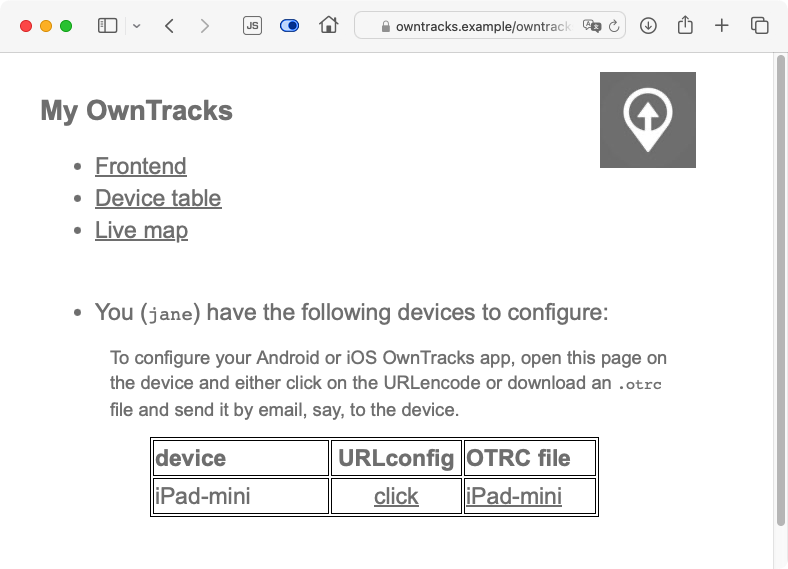 JS
owntracks.example/owntrack
My OwnTracks
Frontend
Device table
Live map
You (jane) have the following devices to configure:
To configure your Android or iOS OwnTracks app, open this page on
the device and either click on the URLencode or download an .otrc
file and send it by email, say, to the device.
device URLconfig OTRC file
iPad-mini click iPad-mini